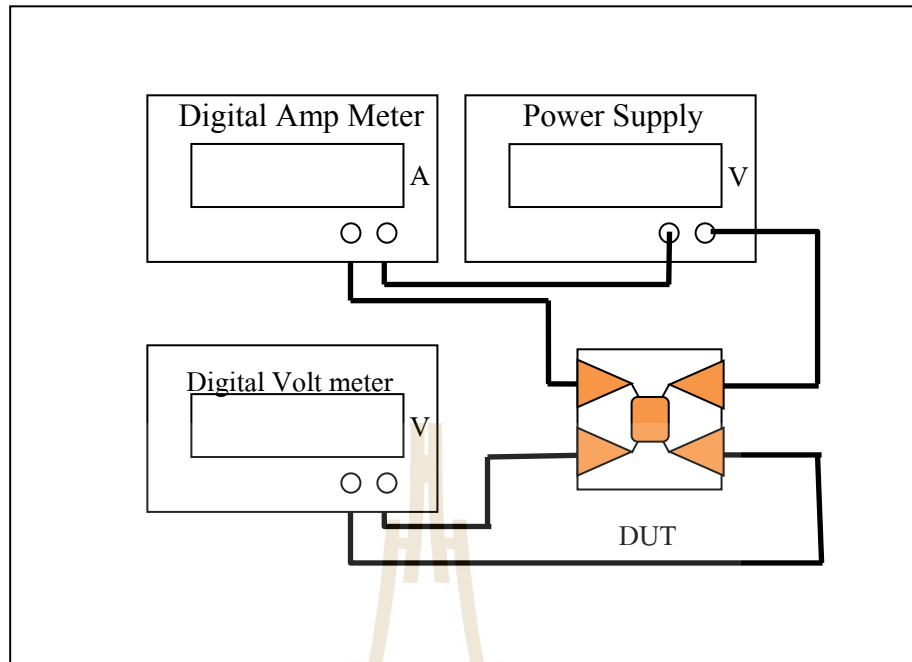 Digital Amp Meter
A
Power Supply
V
Digital Volt meter
V
DUT